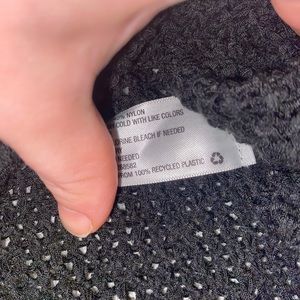 % NYLON
COLD WITH LIKE COLORS
ORINE BLEACH IF NEEDED
NEEDED
FROM 100% RECYCLED PLASTIC